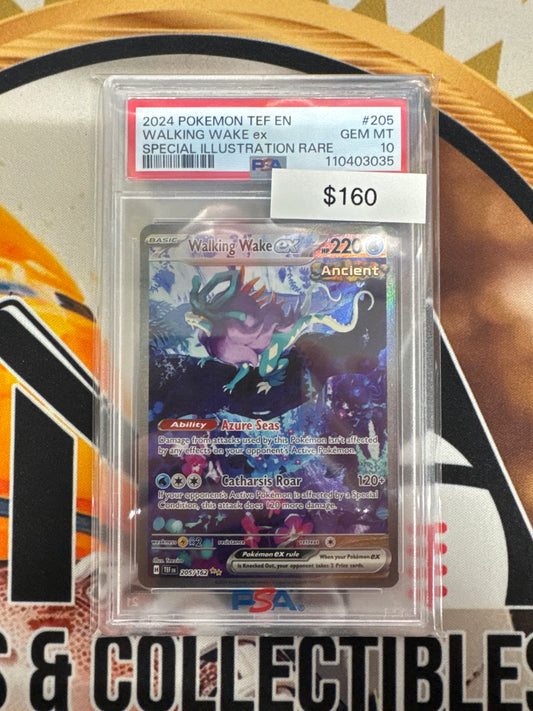 2024 POKEMON TEF EN #205
WALKING WAKE ex GEM MT
SPECIAL ILLUSTRATION RARE 10
PSA 110403035
$160
BASIC Walking Wake ex HP 220
Ancient
Ability Azure Seas
Damage from attacks used by this Pokémon isn't affected
by any effects on your opponent's Active Pokémon.
Catharsis Roar 120+
If your opponent's Active Pokémon is affected by a Special
Condition, this attack does 120 more damage.
weakness x2 resistance retreat
Pokémon ex rule When your Pokémon ex
is Knocked Out, your opponent takes 2 Prize cards.
H TEF EN 205/162
PSA
S & COLLECTIBLES